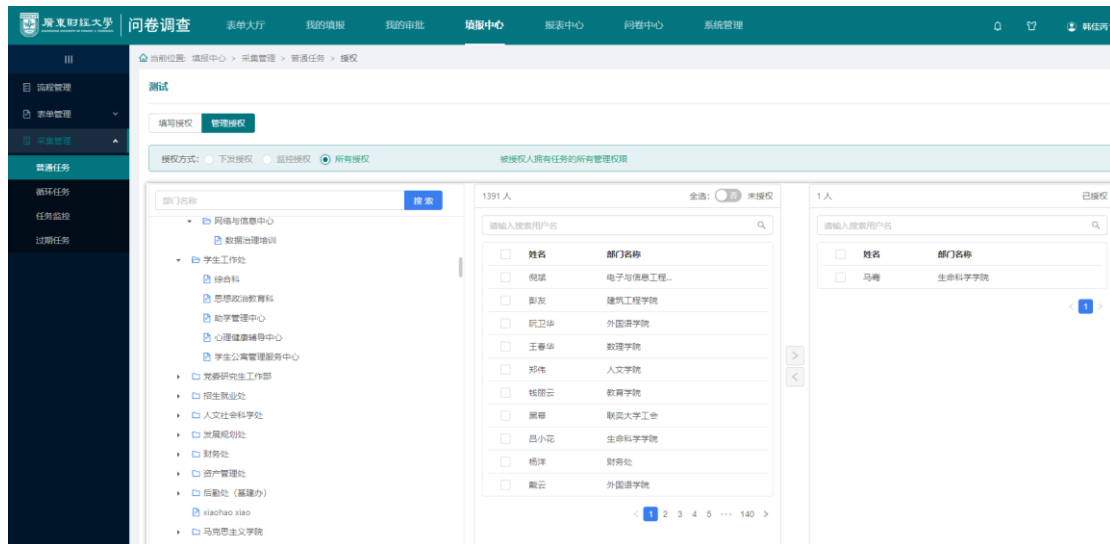 廣東财经大學 问卷调查 表单大厅 我的填报 我的审批 填报中心 报表中心 问卷中心 系统管理 韩佳芮
当前位置: 填报中心 > 采集管理 > 普通任务 > 授权
流程管理
表单管理
采集管理
普通任务
循环任务
任务监控
过期任务
测试
填写授权 管理授权
授权方式: 下发授权 监控授权 所有授权 被授权人拥有任务的所有管理权限
部门名称 搜索
网络与信息中心
数据治理培训
学生工作处
综合科
思想政治教育科
助学管理中心
心理健康辅导中心
学生公寓管理服务中心
党委研究生工作部
招生就业处
人文社会科学处
发展规划处
财务处
资产管理处
后勤处（基建办）
xiaohao xiao
马克思主义学院
1391 人 全选: 否 未授权
请输入搜索用户名
姓名 部门名称
倪斌 电子与信息工程...
彭友 建筑工程学院
阮卫华 外国语学院
王春华 数理学院
郑伟 人文学院
钱丽云 教育学院
联奕大学工会
吕小花 生命科学学院
杨洋 财务处
戴云 外国语学院
< 1 2 3 4 5 ··· 140 >
1 人 已授权
请输入搜索用户名
姓名 部门名称
生命科学学院
< 1 >